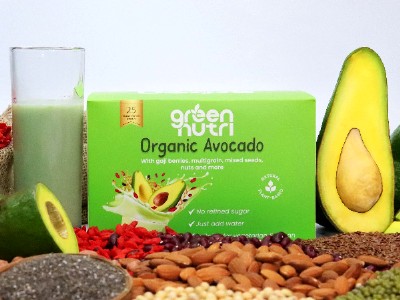 25
green
nutri
Organic Avocado
With goji berries, multigrain, mixed seeds,
nuts and more
✓ No refined sugar
✓ Just add water